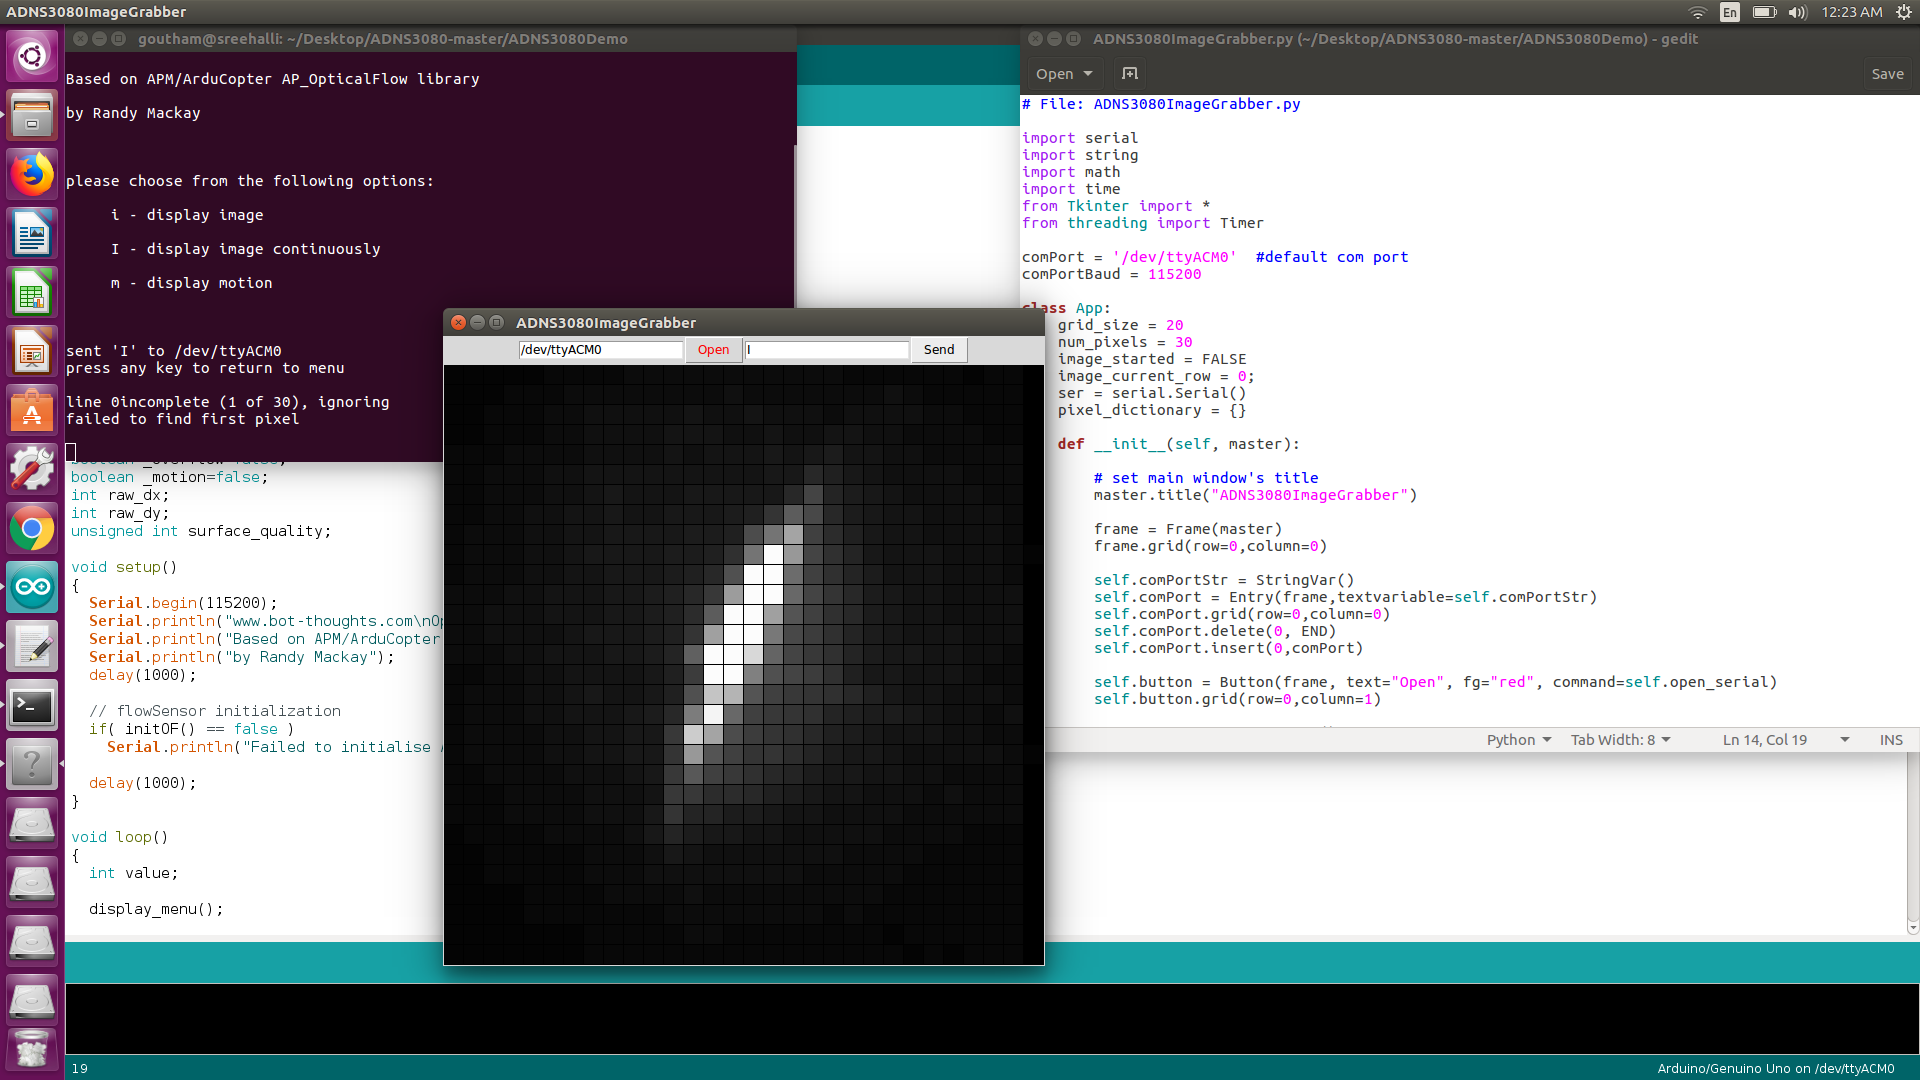 ADNS3080ImageGrabber
En
12:23 AM
goutham@sreehalli: ~/Desktop/ADNS3080-master/ADNS3080Demo
Based on APM/ArduCopter AP_OpticalFlow library
by Randy Mackay
please choose from the following options:
i - display image
I - display image continuously
m - display motion
sent 'I' to /dev/ttyACM0
press any key to return to menu
line 0incomplete (1 of 30), ignoring
failed to find first pixel
boolean _motion=false;
int raw_dx;
int raw_dy;
unsigned int surface_quality;
void setup()
{
Serial.begin(115200);
Serial.println("www.bot-thoughts.com\nOp
Serial.println("Based on APM/ArduCopter
Serial.println("by Randy Mackay");
delay(1000);
// flowSensor initialization
if( initOF() == false )
Serial.println("Failed to initialise
delay(1000);
}
void loop()
{
int value;
display_menu();
ADNS3080ImageGrabber
/dev/ttyACM0
Open
I
Send
ADNS3080ImageGrabber.py (~/Desktop/ADNS3080-master/ADNS3080Demo) - gedit
Open
Save
# File: ADNS3080ImageGrabber.py
import serial
import string
import math
import time
from Tkinter import *
from threading import Timer
comPort = '/dev/ttyACM0'  #default com port
comPortBaud = 115200
class App:
grid_size = 20
num_pixels = 30
image_started = FALSE
image_current_row = 0;
ser = serial.Serial()
pixel_dictionary = {}
def __init__(self, master):
# set main window's title
master.title("ADNS3080ImageGrabber")
frame = Frame(master)
frame.grid(row=0,column=0)
self.comPortStr = StringVar()
self.comPort = Entry(frame,textvariable=self.comPortStr)
self.comPort.grid(row=0,column=0)
self.comPort.delete(0, END)
self.comPort.insert(0,comPort)
self.button = Button(frame, text="Open", fg="red", command=self.open_serial)
self.button.grid(row=0,column=1)
Python
Tab Width: 8
Ln 14, Col 19
INS
19
Arduino/Genuino Uno on /dev/ttyACM0